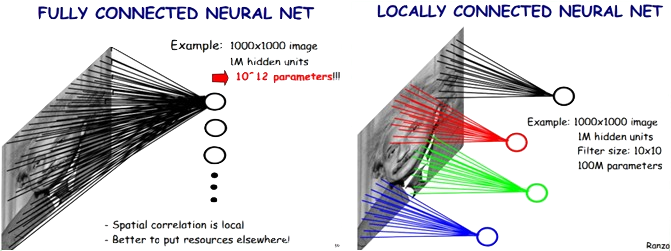 FULLY CONNECTED NEURAL NET
Example: 1000x1000 image
1M hidden units
10^12 parameters!!!
- Spatial correlation is local
- Better to put resources elsewhere!
LOCALLY CONNECTED NEURAL NET
Example: 1000x1000 image
1M hidden units
Filter size: 10x10
100M parameters
Ranzo